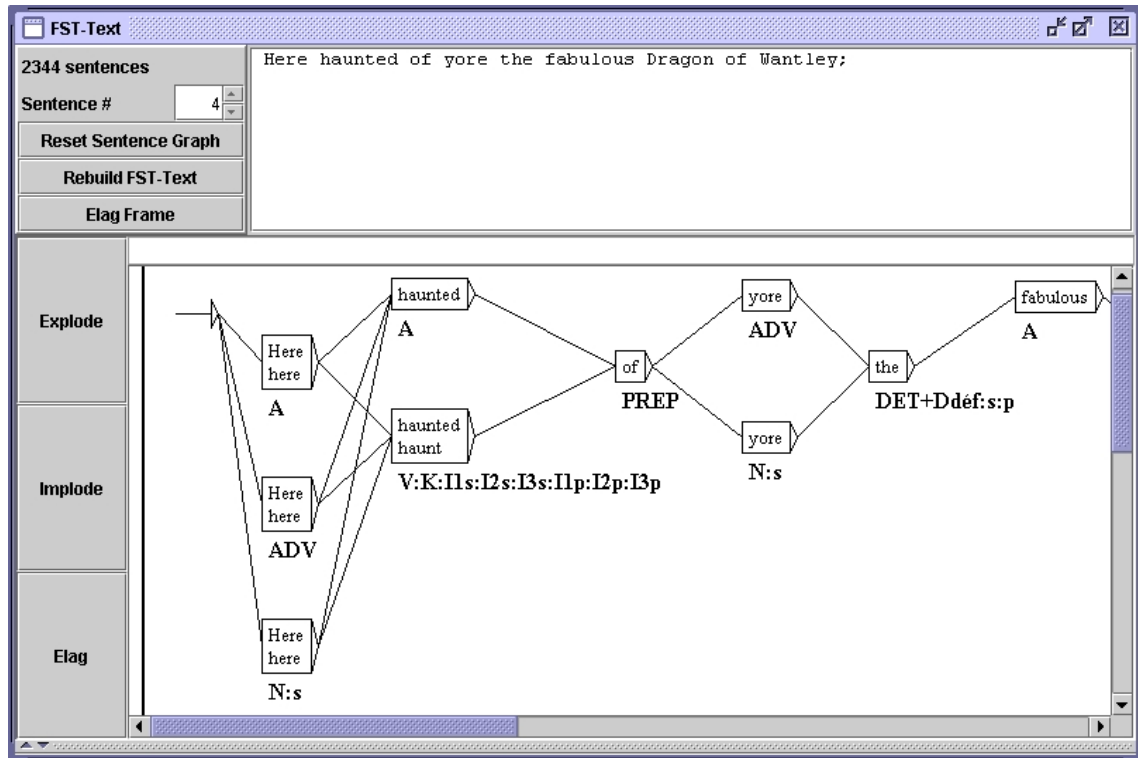 FST-Text
2344 sentences
Sentence #
4
Reset Sentence Graph
Rebuild FST-Text
Elag Frame
Here haunted of yore the fabulous Dragon of Wantley;
Explode
Implode
Elag
Here
here
A
Here
here
ADV
Here
here
N:s
haunted
A
haunted
haunt
V:K:I1s:I2s:I3s:I1p:I2p:I3p
of
PREP
yore
ADV
yore
N:s
the
DET+Ddéf:s:p
fabulous
A